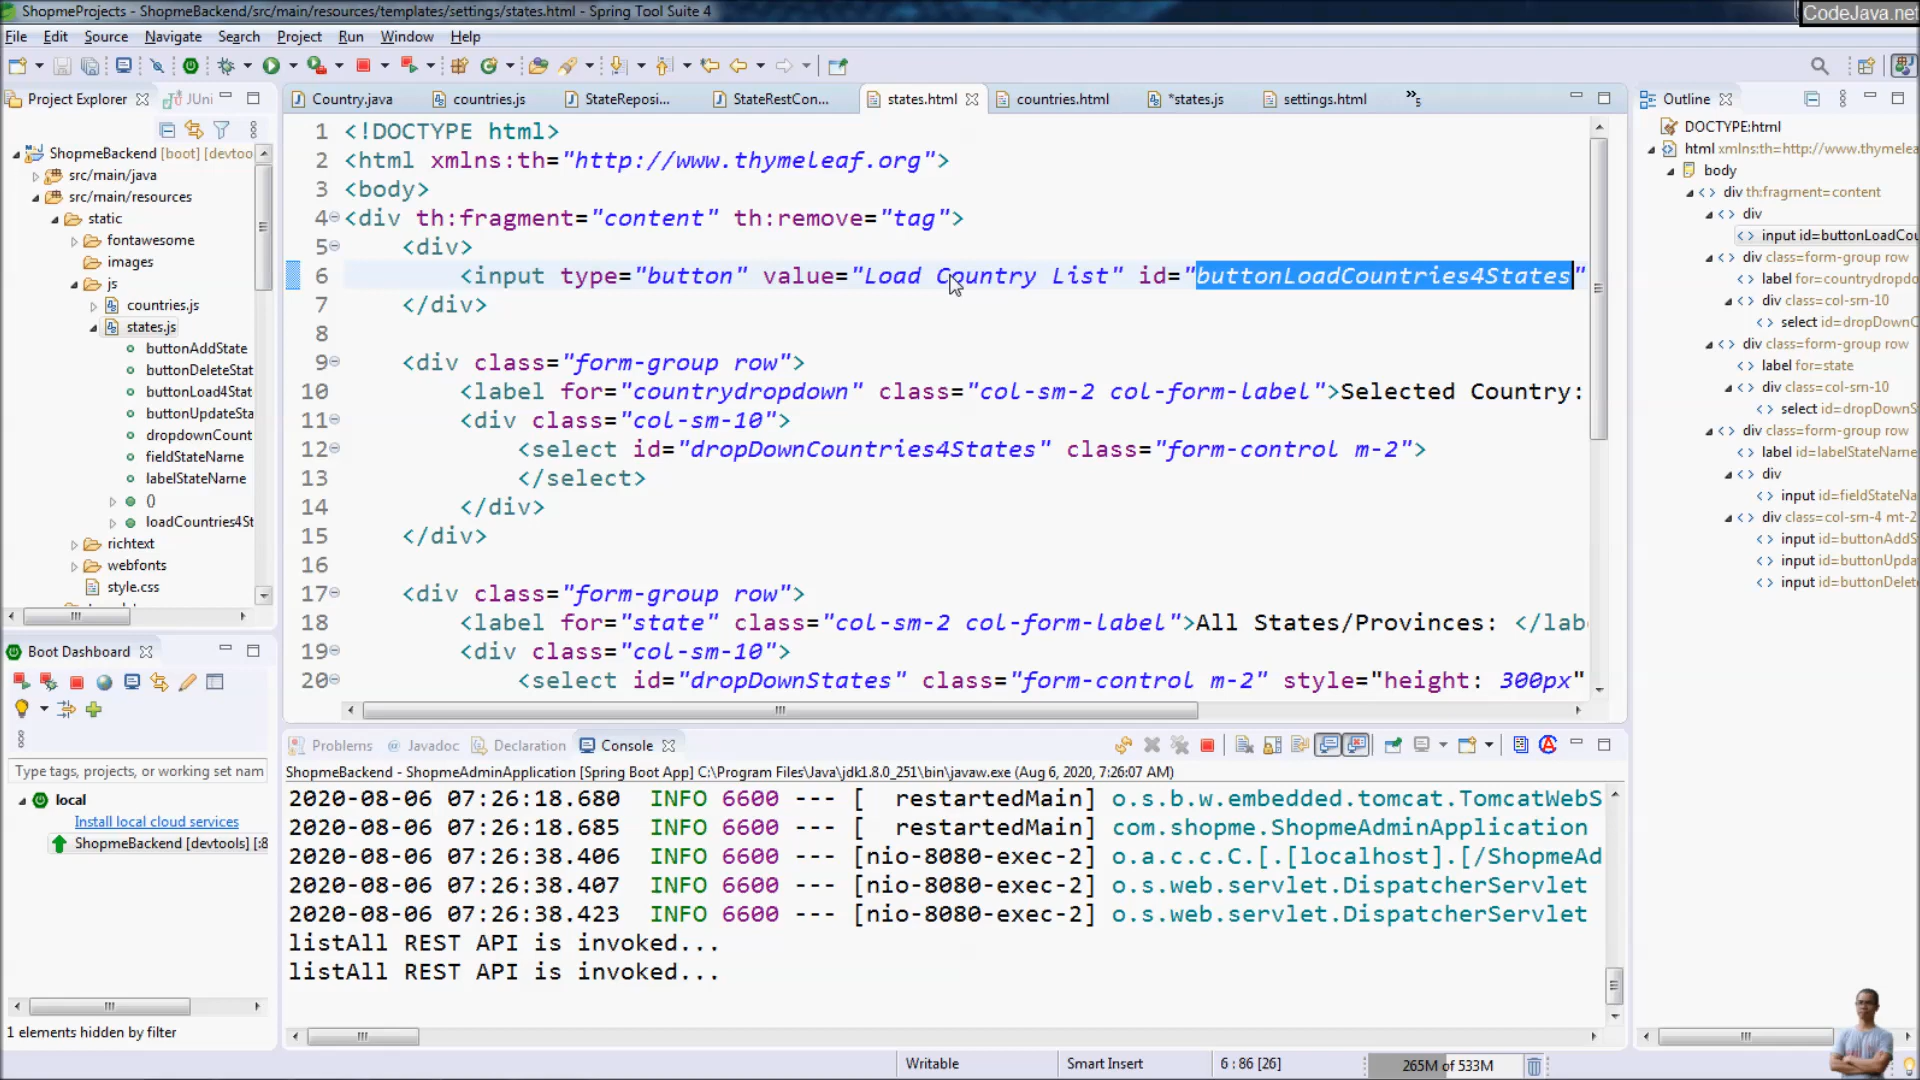 ShopmeProjects - ShopmeBackend/src/main/resources/templates/settings/states.html - Spring Tool Suite 4
CodeJava.net
File Edit Source Navigate Search Project Run Window Help
Project Explorer
JUni
ShopmeBackend [boot] [devtoo
src/main/java
src/main/resources
static
fontawesome
images
js
countries.js
states.js
buttonAddState
buttonDeleteStat
buttonLoad4Stat
buttonUpdateSta
dropdownCount
fieldStateName
labelStateName
()
loadCountries4St
richtext
webfonts
style.css
Country.java countries.js StateReposi... StateRestCon... states.html countries.html *states.js settings.html »5
1 <!DOCTYPE html>
2 <html xmlns:th="http://www.thymeleaf.org">
3 <body>
4 <div th:fragment="content" th:remove="tag">
5 <div>
6 <input type="button" value="Load Country List" id="buttonLoadCountries4States"
7 </div>
8
9 <div class="form-group row">
10 <label for="countrydropdown" class="col-sm-2 col-form-label">Selected Country:
11 <div class="col-sm-10">
12 <select id="dropDownCountries4States" class="form-control m-2">
13 </select>
14 </div>
15 </div>
16
17 <div class="form-group row">
18 <label for="state" class="col-sm-2 col-form-label">All States/Provinces: </lab
19 <div class="col-sm-10">
20 <select id="dropDownStates" class="form-control m-2" style="height: 300px"
Outline
DOCTYPE:html
html xmlns:th=http://www.thymelea
body
div th:fragment=content
div
input id=buttonLoadCou
div class=form-group row
label for=countrydropdo
div class=col-sm-10
select id=dropDownC
div class=form-group row
label for=state
div class=col-sm-10
select id=dropDownS
div class=form-group row
label id=labelStateName
div
input id=fieldStateNa
div class=col-sm-4 mt-2
input id=buttonAddS
input id=buttonUpda
input id=buttonDelet
Boot Dashboard
Type tags, projects, or working set nam
local
Install local cloud services
ShopmeBackend [devtools] [:8
1 elements hidden by filter
Problems Javadoc Declaration Console
ShopmeBackend - ShopmeAdminApplication [Spring Boot App] C:\Program Files\Java\jdk1.8.0_251\bin\javaw.exe (Aug 6, 2020, 7:26:07 AM)
2020-08-06 07:26:18.680 INFO 6600 --- [ restartedMain] o.s.b.w.embedded.tomcat.TomcatWebS
2020-08-06 07:26:18.685 INFO 6600 --- [ restartedMain] com.shopme.ShopmeAdminApplication
2020-08-06 07:26:38.406 INFO 6600 --- [nio-8080-exec-2] o.a.c.c.C.[.[localhost].[/ShopmeAd
2020-08-06 07:26:38.407 INFO 6600 --- [nio-8080-exec-2] o.s.web.servlet.DispatcherServlet
2020-08-06 07:26:38.423 INFO 6600 --- [nio-8080-exec-2] o.s.web.servlet.DispatcherServlet
listAll REST API is invoked...
listAll REST API is invoked...
Writable Smart Insert 6 : 86 [26] 265M of 533M